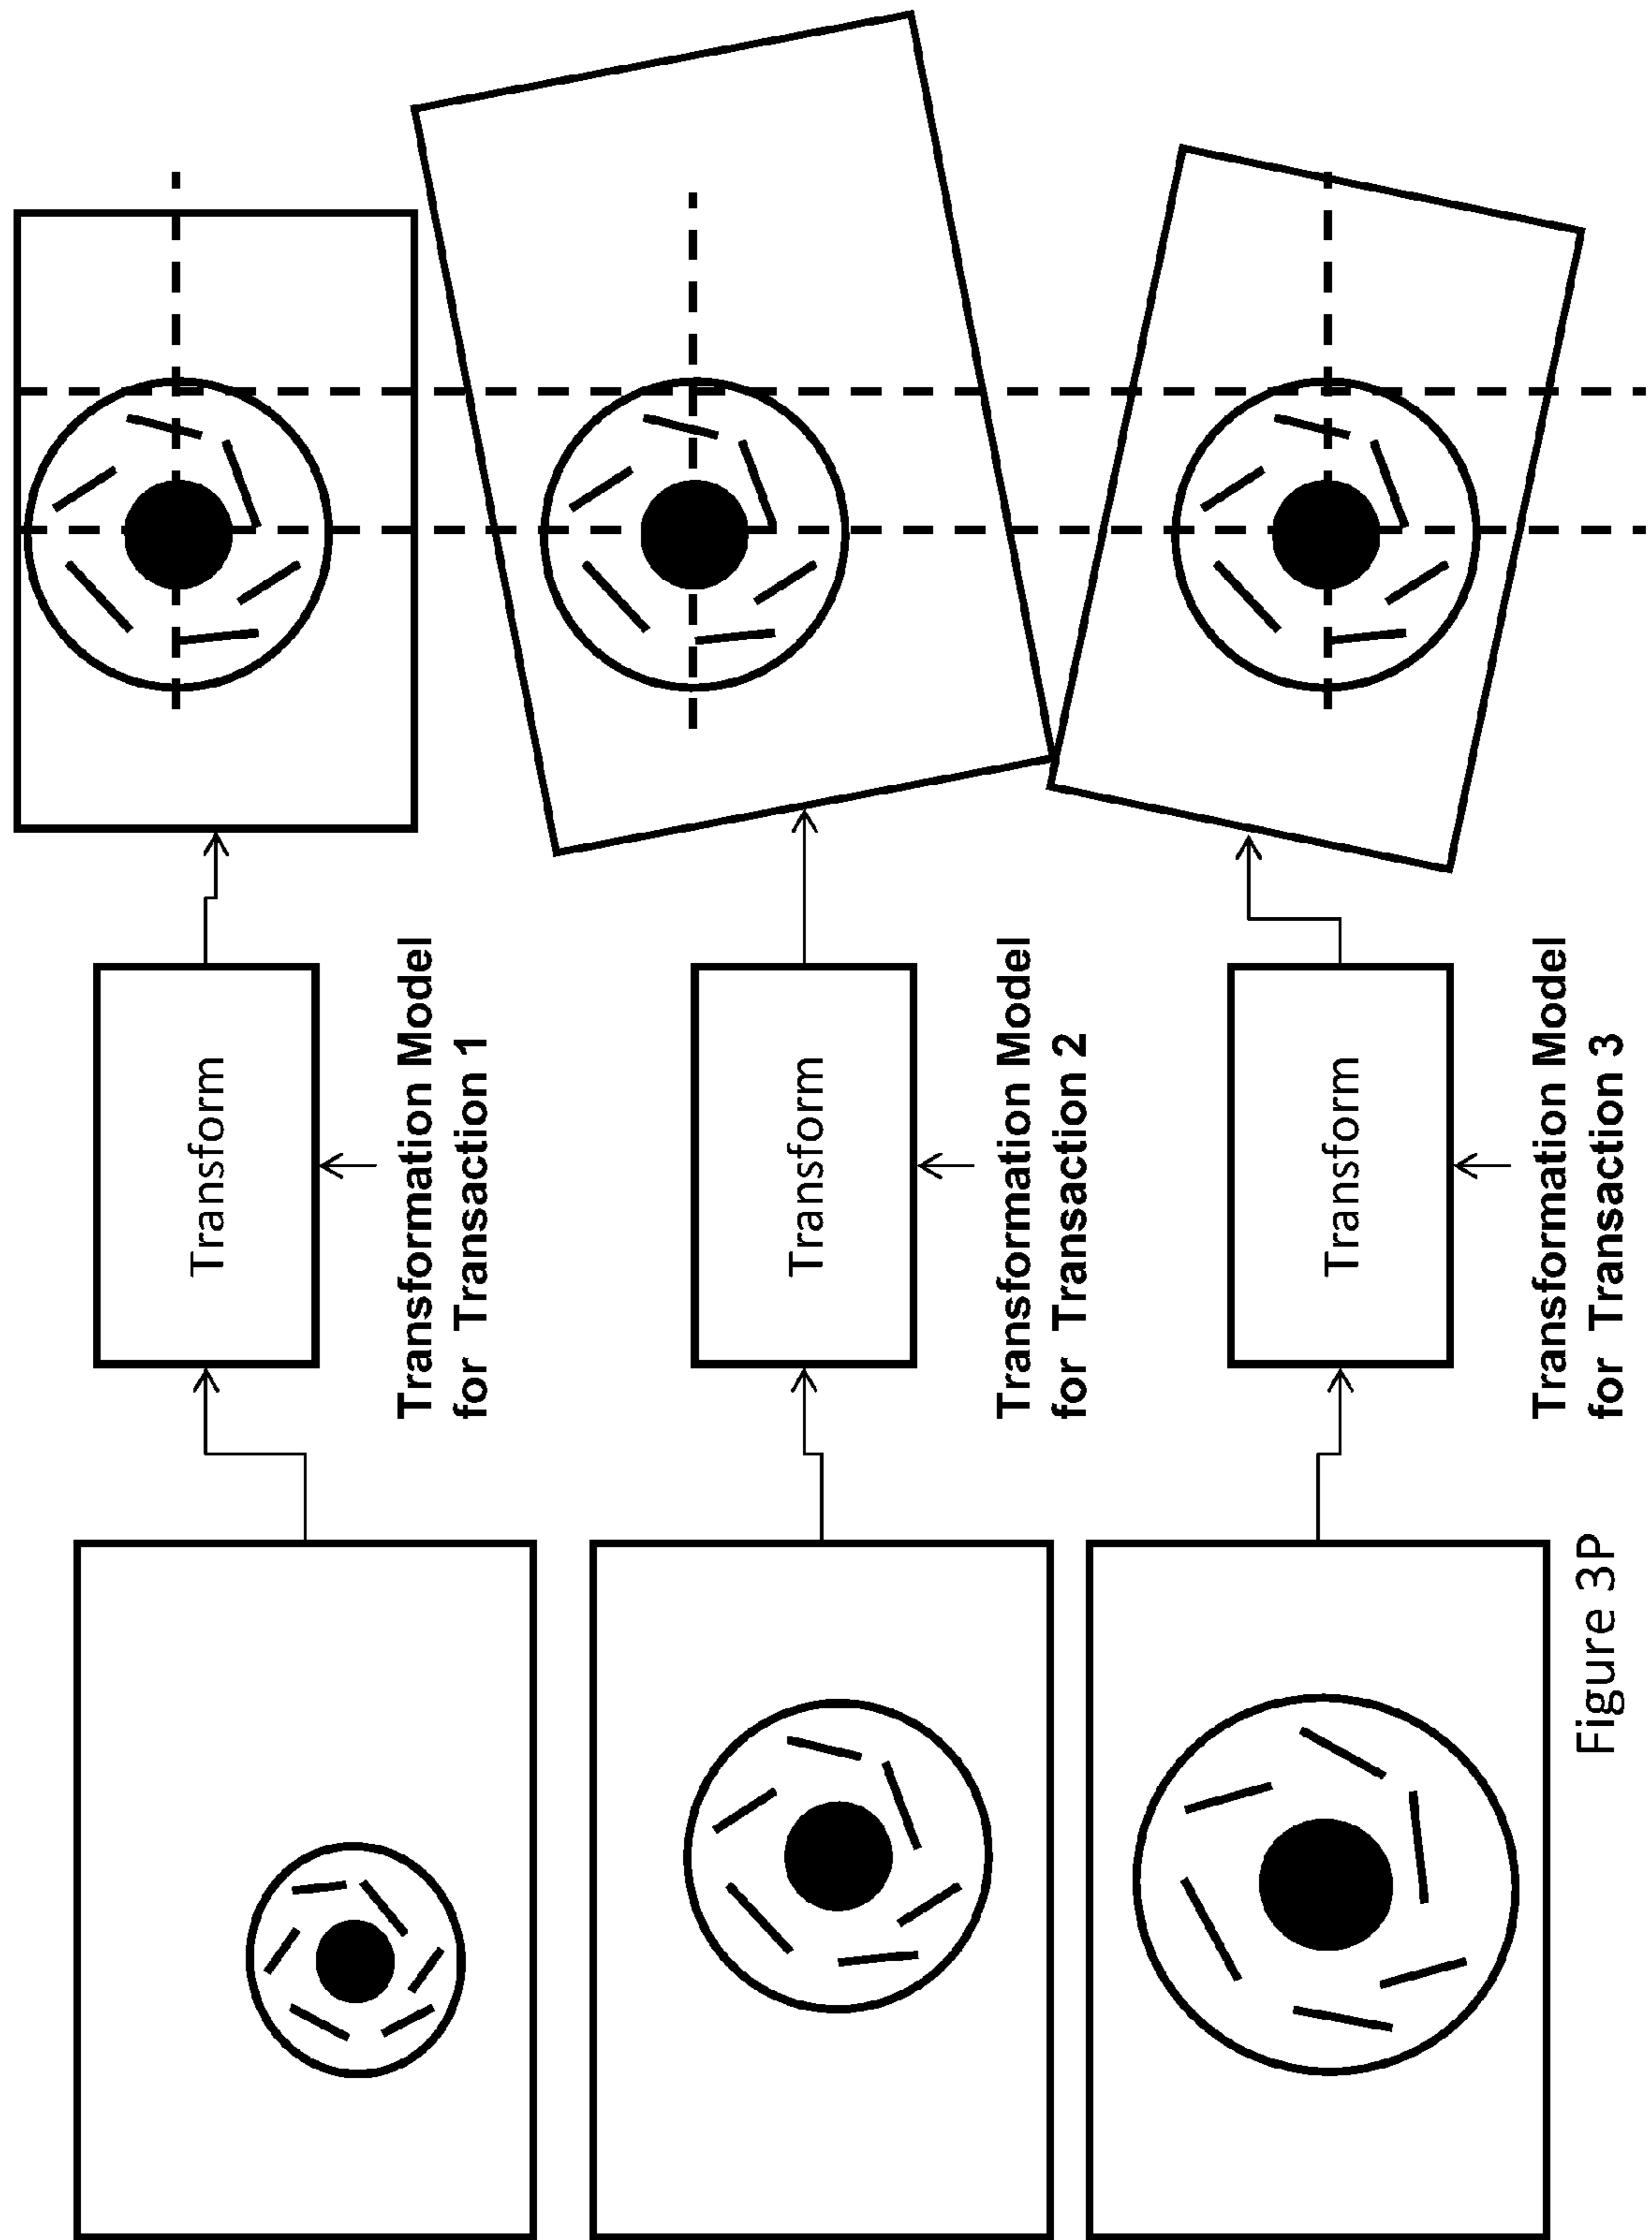 Transform
Transformation Model
for Transaction 1
Transform
Transformation Model
for Transaction 2
Transform
Transformation Model
for Transaction 3
Figure 3P